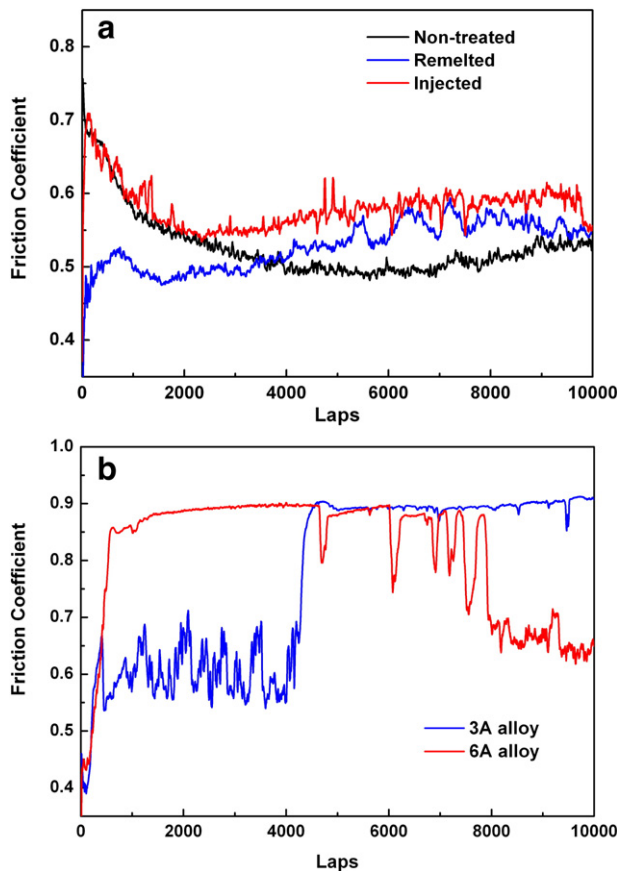 a
Non-treated
Remelted
Injected
0.8
0.7
0.6
0.5
0.4
Friction Coefficient
0 2000 4000 6000 8000 10000
Laps
b
1.0
0.9
0.8
0.7
0.6
0.5
0.4
Friction Coefficient
3A alloy
6A alloy
0 2000 4000 6000 8000 10000
Laps